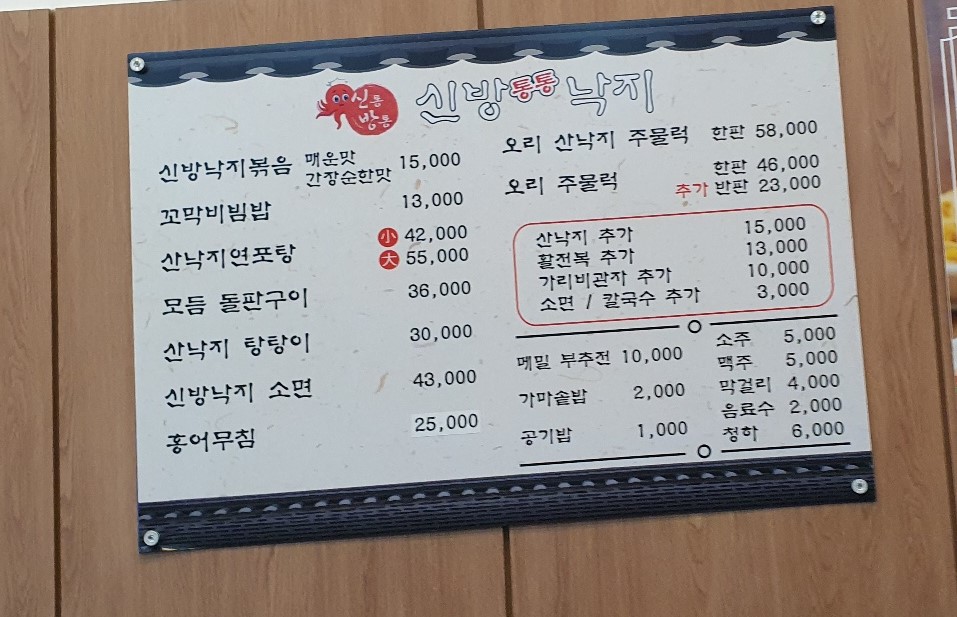 신통방통
신방통통낙지
신방낙지볶음 매운맛 간장순한맛 15,000
꼬막비빔밥 13,000
산낙지연포탕 小 42,000
大 55,000
모듬 돌판구이 36,000
산낙지 탕탕이 30,000
신방낙지 소면 43,000
홍어무침 25,000
오리 산낙지 주물럭 한판 58,000
오리 주물럭 한판 46,000
추가 반판 23,000
산낙지 추가 15,000
활전복 추가 13,000
가리비관자 추가 10,000
소면 / 칼국수 추가 3,000
메밀 부추전 10,000
가마솥밥 2,000
공기밥 1,000
소주 5,000
맥주 5,000
막걸리 4,000
음료수 2,000
청하 6,000